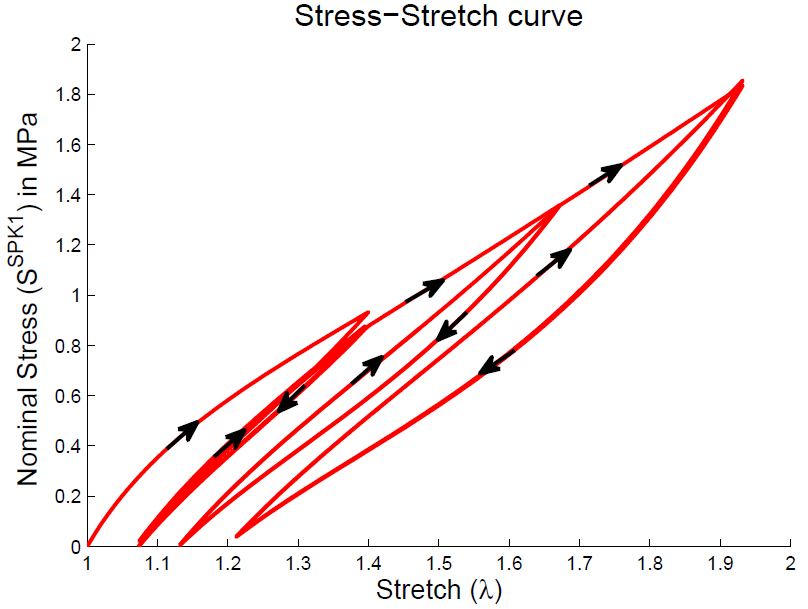 Stress−Stretch curve
Nominal Stress (S^SPK1) in MPa
2
1.8
1.6
1.4
1.2
1
0.8
0.6
0.4
0.2
0
1 1.1 1.2 1.3 1.4 1.5 1.6 1.7 1.8 1.9 2
Stretch (λ)